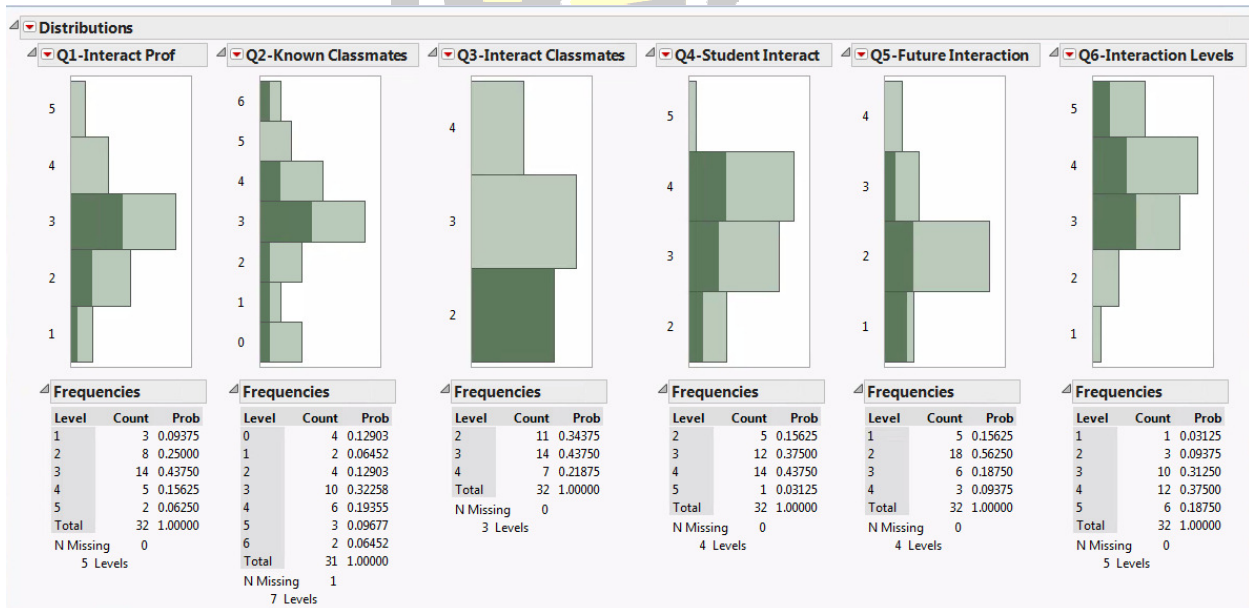 Distributions
Q1-Interact Prof
5
4
3
2
1
Frequencies
Level Count Prob
1 3 0.09375
2 8 0.25000
3 14 0.43750
4 5 0.15625
5 2 0.06250
Total 32 1.00000
N Missing 0
5 Levels
Q2-Known Classmates
6
5
4
3
2
1
0
Frequencies
Level Count Prob
0 4 0.12903
1 2 0.06452
2 4 0.12903
3 10 0.32258
4 6 0.19355
5 3 0.09677
6 2 0.06452
Total 31 1.00000
N Missing 1
7 Levels
Q3-Interact Classmates
4
3
2
Frequencies
Level Count Prob
2 11 0.34375
3 14 0.43750
4 7 0.21875
Total 32 1.00000
N Missing 0
3 Levels
Q4-Student Interact
5
4
3
2
Frequencies
Level Count Prob
2 5 0.15625
3 12 0.37500
4 14 0.43750
5 1 0.03125
Total 32 1.00000
N Missing 0
4 Levels
Q5-Future Interaction
4
3
2
1
Frequencies
Level Count Prob
1 5 0.15625
2 18 0.56250
3 6 0.18750
4 3 0.09375
Total 32 1.00000
N Missing 0
4 Levels
Q6-Interaction Levels
5
4
3
2
1
Frequencies
Level Count Prob
1 1 0.03125
2 3 0.09375
3 10 0.31250
4 12 0.37500
5 6 0.18750
Total 32 1.00000
N Missing 0
5 Levels